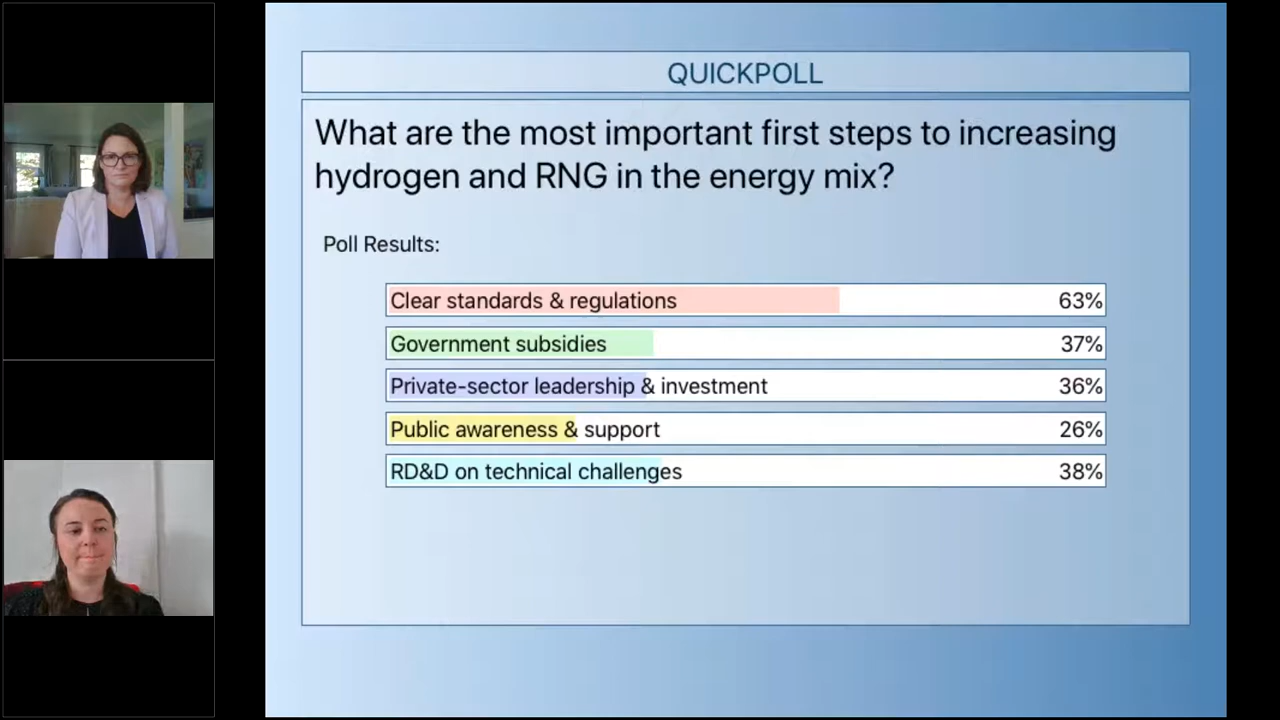 QUICKPOLL
What are the most important first steps to increasing
hydrogen and RNG in the energy mix?
Poll Results:
Clear standards & regulations 63%
Government subsidies 37%
Private-sector leadership & investment 36%
Public awareness & support 26%
RD&D on technical challenges 38%